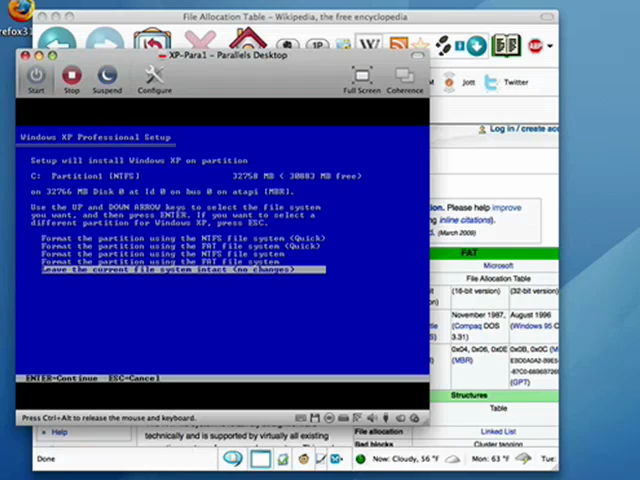 File Allocation Table - Wikipedia, the free encyclopedia
refox3
1P
W
ABP
XP-Para1 - Parallels Desktop
Jott
Twitter
Start
Stop
Suspend
Configure
Full Screen
Coherence
Log in / create acc
Windows XP Professional Setup
Setup will install Windows XP on partition
C: Partition1 [NTFS] 32758 MB ( 30883 MB free)
on 32766 MB Disk 0 at Id 0 on bus 0 on atapi [MBR].
Use the UP and DOWN ARROW keys to select the file system
you want, and then press ENTER. If you want to select a
different partition for Windows XP, press ESC.
Format the partition using the NTFS file system (Quick)
Format the partition using the FAT file system (Quick)
Format the partition using the NTFS file system
Format the partition using the FAT file system
Leave the current file system intact (no changes)
ENTER=Continue ESC=Cancel
Press Ctrl+Alt to release the mouse and keyboard.
. Please help improve
inline citations).
(March 2009)
FAT
Microsoft
File Allocation Table
(16-bit version)
(32-bit version)
November 1987,
August 1996
(Compaq DOS
(Windows 95
3.31)
0x04, 0x06, 0x0E
0x0B, 0x0C (M
(MBR)
(GPT)
Structures
Table
Help
technically and is supported by virtually all existing
File allocation
Linked List
Bad blocks
Cluster tagging
Done
Now: Cloudy, 56 °F
Mon: 63 °F
Tue: